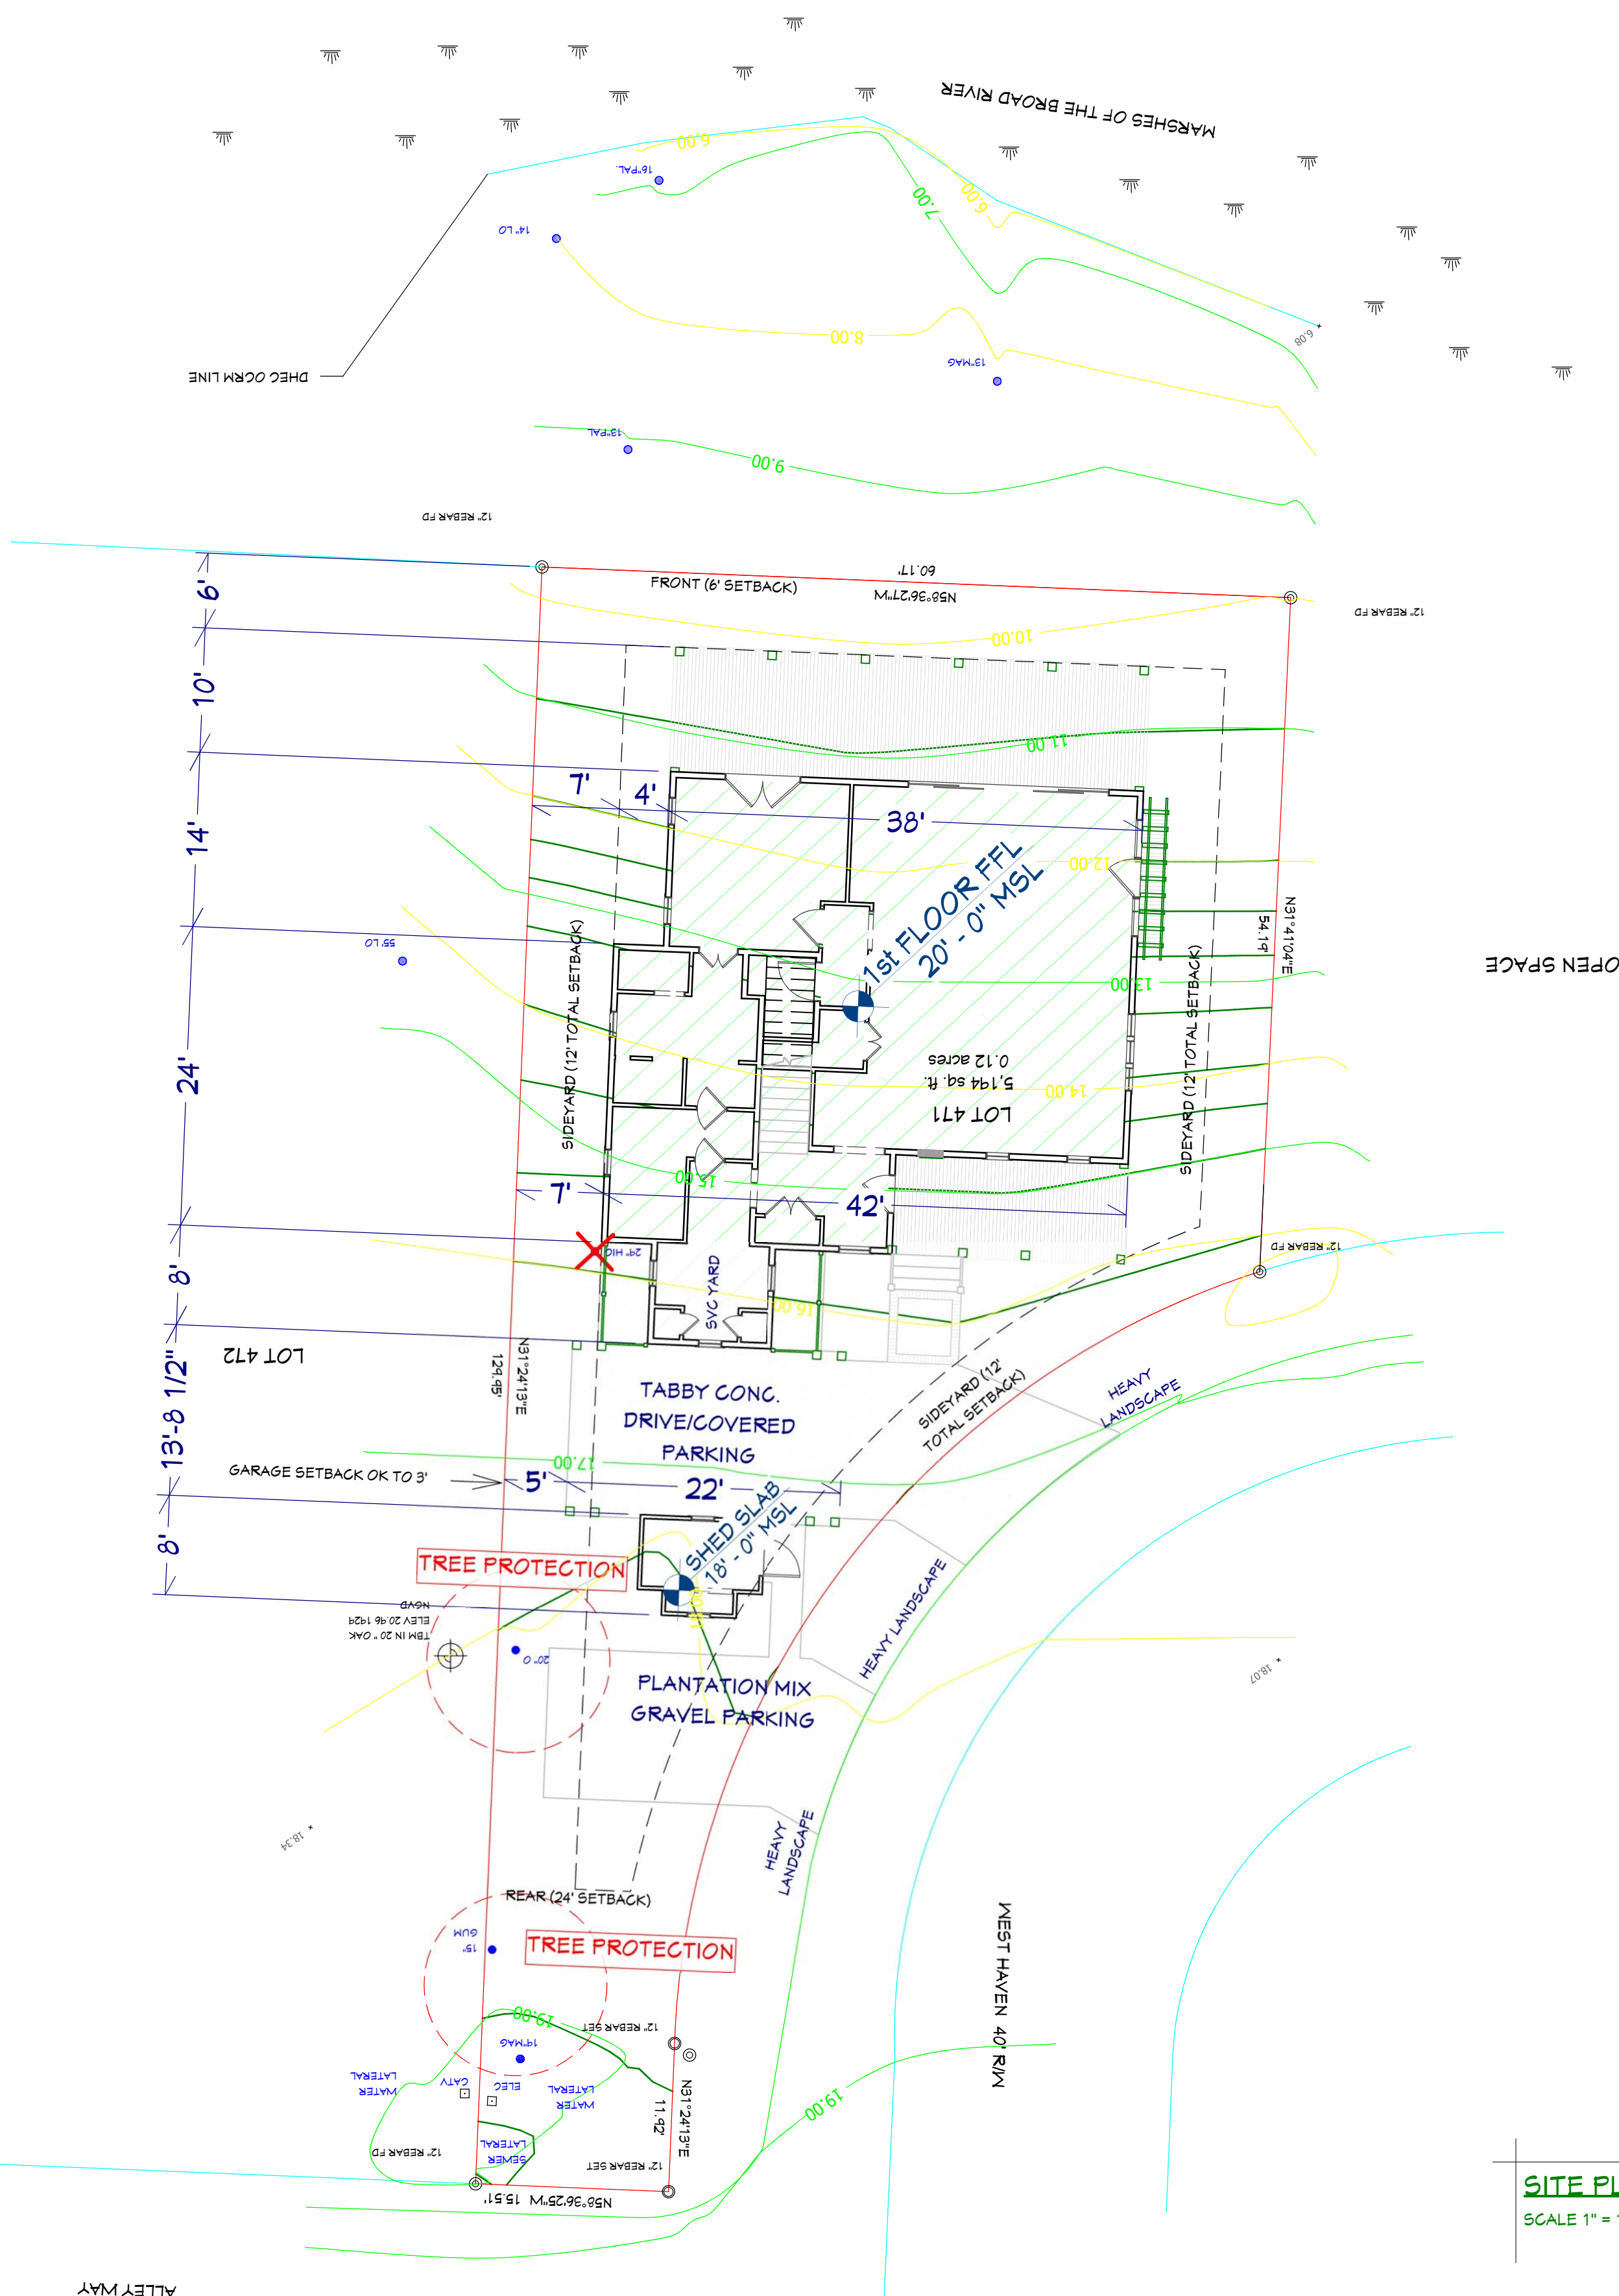 MARSHES OF THE BROAD RIVER
6.00
16"PAL.
6.00
7.00
14" LO
8.00
6.08
13"MAG
DHEC OCRM LINE
13"PAL
9.00
12" REBAR FD
6'
60.17'
FRONT (6' SETBACK)
N58°36'27"W
12" REBAR FD
10.00
10'
11.00
7'
4'
38'
14'
12.00
1st FLOOR FFL
20' - 0" MSL
55' LO
SIDEYARD (12' TOTAL SETBACK)
N31°41'04"E
54.19'
OPEN SPACE
13.00
SIDEYARD (12' TOTAL SETBACK)
24'
LOT 471
5,194 sq. ft.
0.12 acres
14.00
15.00
7'
42'
29" HIC
12" REBAR FD
8'
SVC YARD
16.00
LOT 472
N31°24'13"E
129.95'
13'-8 1/2"
TABBY CONC.
DRIVE/COVERED
PARKING
SIDEYARD (12'
TOTAL SETBACK)
HEAVY
LANDSCAPE
17.00
GARAGE SETBACK OK TO 3'
5'
22'
8'
SHED SLAB
18' - 0" MSL
TREE PROTECTION
TBM IN 20" OAK
ELEV 20.46 1929
NGVD
20" O
HEAVY LANDSCAPE
PLANTATION MIX
GRAVEL PARKING
18.07
18.34
HEAVY
LANDSCAPE
REAR (24' SETBACK)
15"
GUM
TREE PROTECTION
WEST HAVEN 40' R/W
19.00
12" REBAR SET
19"MAG
WATER
LATERAL
CATV
ELEC
WATER
LATERAL
19.00
N31°24'13"E
11.92'
12" REBAR FD
SEWER
LATERAL
12" REBAR SET
N58°36'25"W 15.51'
SITE PL
SCALE 1" = 1
ALLEY WAY